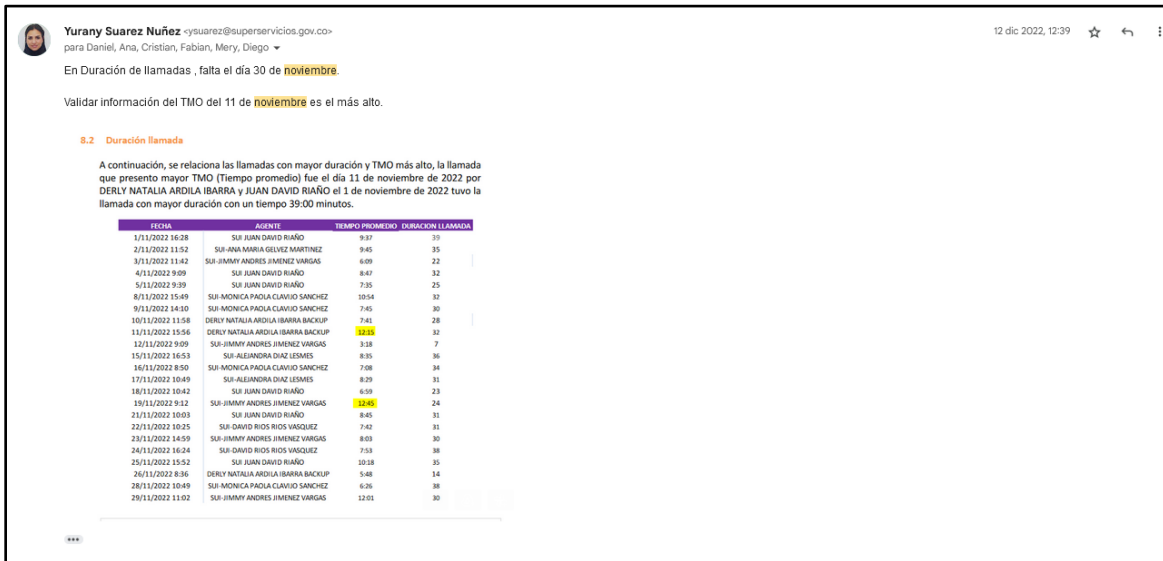 Yurany Suarez Nuñez <ysuarez@superservicios.gov.co>
12 dic 2022, 12:39
para Daniel, Ana, Cristian, Fabian, Mery, Diego
En Duración de llamadas , falta el día 30 de noviembre.
Validar información del TMO del 11 de noviembre es el más alto.
8.2 Duración llamada
A continuación, se relaciona las llamadas con mayor duración y TMO más alto, la llamada
que presento mayor TMO (Tiempo promedio) fue el día 11 de noviembre de 2022 por
DERLY NATALIA ARDILA IBARRA y JUAN DAVID RIAÑO el 1 de noviembre de 2022 tuvo la
llamada con mayor duración con un tiempo 39:00 minutos.
FECHA AGENTE TIEMPO PROMEDIO DURACION LLAMADA
1/11/2022 16:28 SUI JUAN DAVID RIAÑO 9:37 39
2/11/2022 11:52 SUI-ANA MARIA GELVEZ MARTINEZ 9:45 35
3/11/2022 11:42 SUI-JIMMY ANDRES JIMENEZ VARGAS 6:09 22
4/11/2022 9:09 SUI JUAN DAVID RIAÑO 8:47 32
5/11/2022 9:39 SUI JUAN DAVID RIAÑO 7:35 25
8/11/2022 15:49 SUI-MONICA PAOLA CLAVIJO SANCHEZ 10:54 32
9/11/2022 14:10 SUI-MONICA PAOLA CLAVIJO SANCHEZ 7:45 30
10/11/2022 11:58 DERLY NATALIA ARDILA IBARRA BACKUP 7:41 28
11/11/2022 15:56 DERLY NATALIA ARDILA IBARRA BACKUP 12:15 32
12/11/2022 9:09 SUI-JIMMY ANDRES JIMENEZ VARGAS 3:18 7
15/11/2022 16:53 SUI-ALEJANDRA DIAZ LESMES 8:35 36
16/11/2022 8:50 SUI-MONICA PAOLA CLAVIJO SANCHEZ 7:08 34
17/11/2022 10:49 SUI-ALEJANDRA DIAZ LESMES 8:29 31
18/11/2022 10:42 SUI JUAN DAVID RIAÑO 6:59 23
19/11/2022 9:12 SUI-JIMMY ANDRES JIMENEZ VARGAS 12:45 24
21/11/2022 10:03 SUI JUAN DAVID RIAÑO 8:45 31
22/11/2022 10:25 SUI-DAVID RIOS RIOS VASQUEZ 7:42 31
23/11/2022 14:59 SUI-JIMMY ANDRES JIMENEZ VARGAS 8:03 30
24/11/2022 16:24 SUI-DAVID RIOS RIOS VASQUEZ 7:53 38
25/11/2022 15:52 SUI JUAN DAVID RIAÑO 10:18 35
26/11/2022 8:36 DERLY NATALIA ARDILA IBARRA BACKUP 5:48 14
28/11/2022 10:49 SUI-MONICA PAOLA CLAVIJO SANCHEZ 6:26 38
29/11/2022 11:02 SUI-JIMMY ANDRES JIMENEZ VARGAS 12:01 30